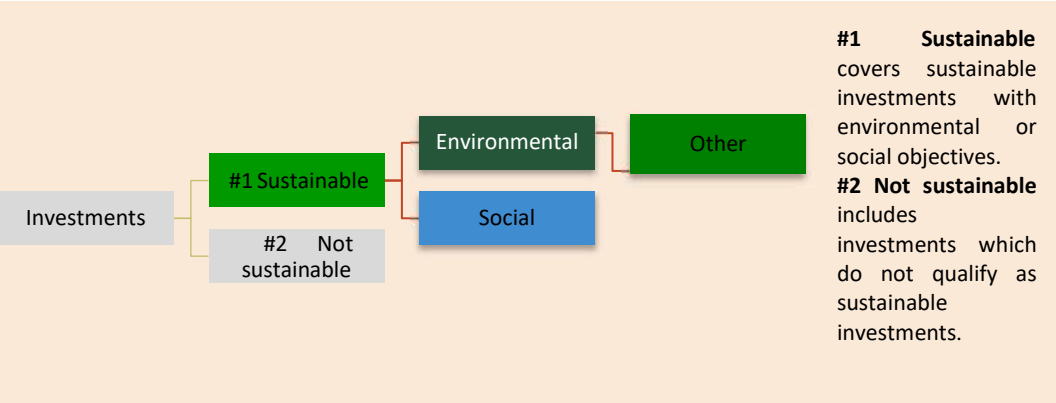 Investments
#1 Sustainable
#2 Not
sustainable
Environmental
Social
Other
#1 Sustainable
covers sustainable
investments with
environmental or
social objectives.
#2 Not sustainable
includes
investments which
do not qualify as
sustainable
investments.